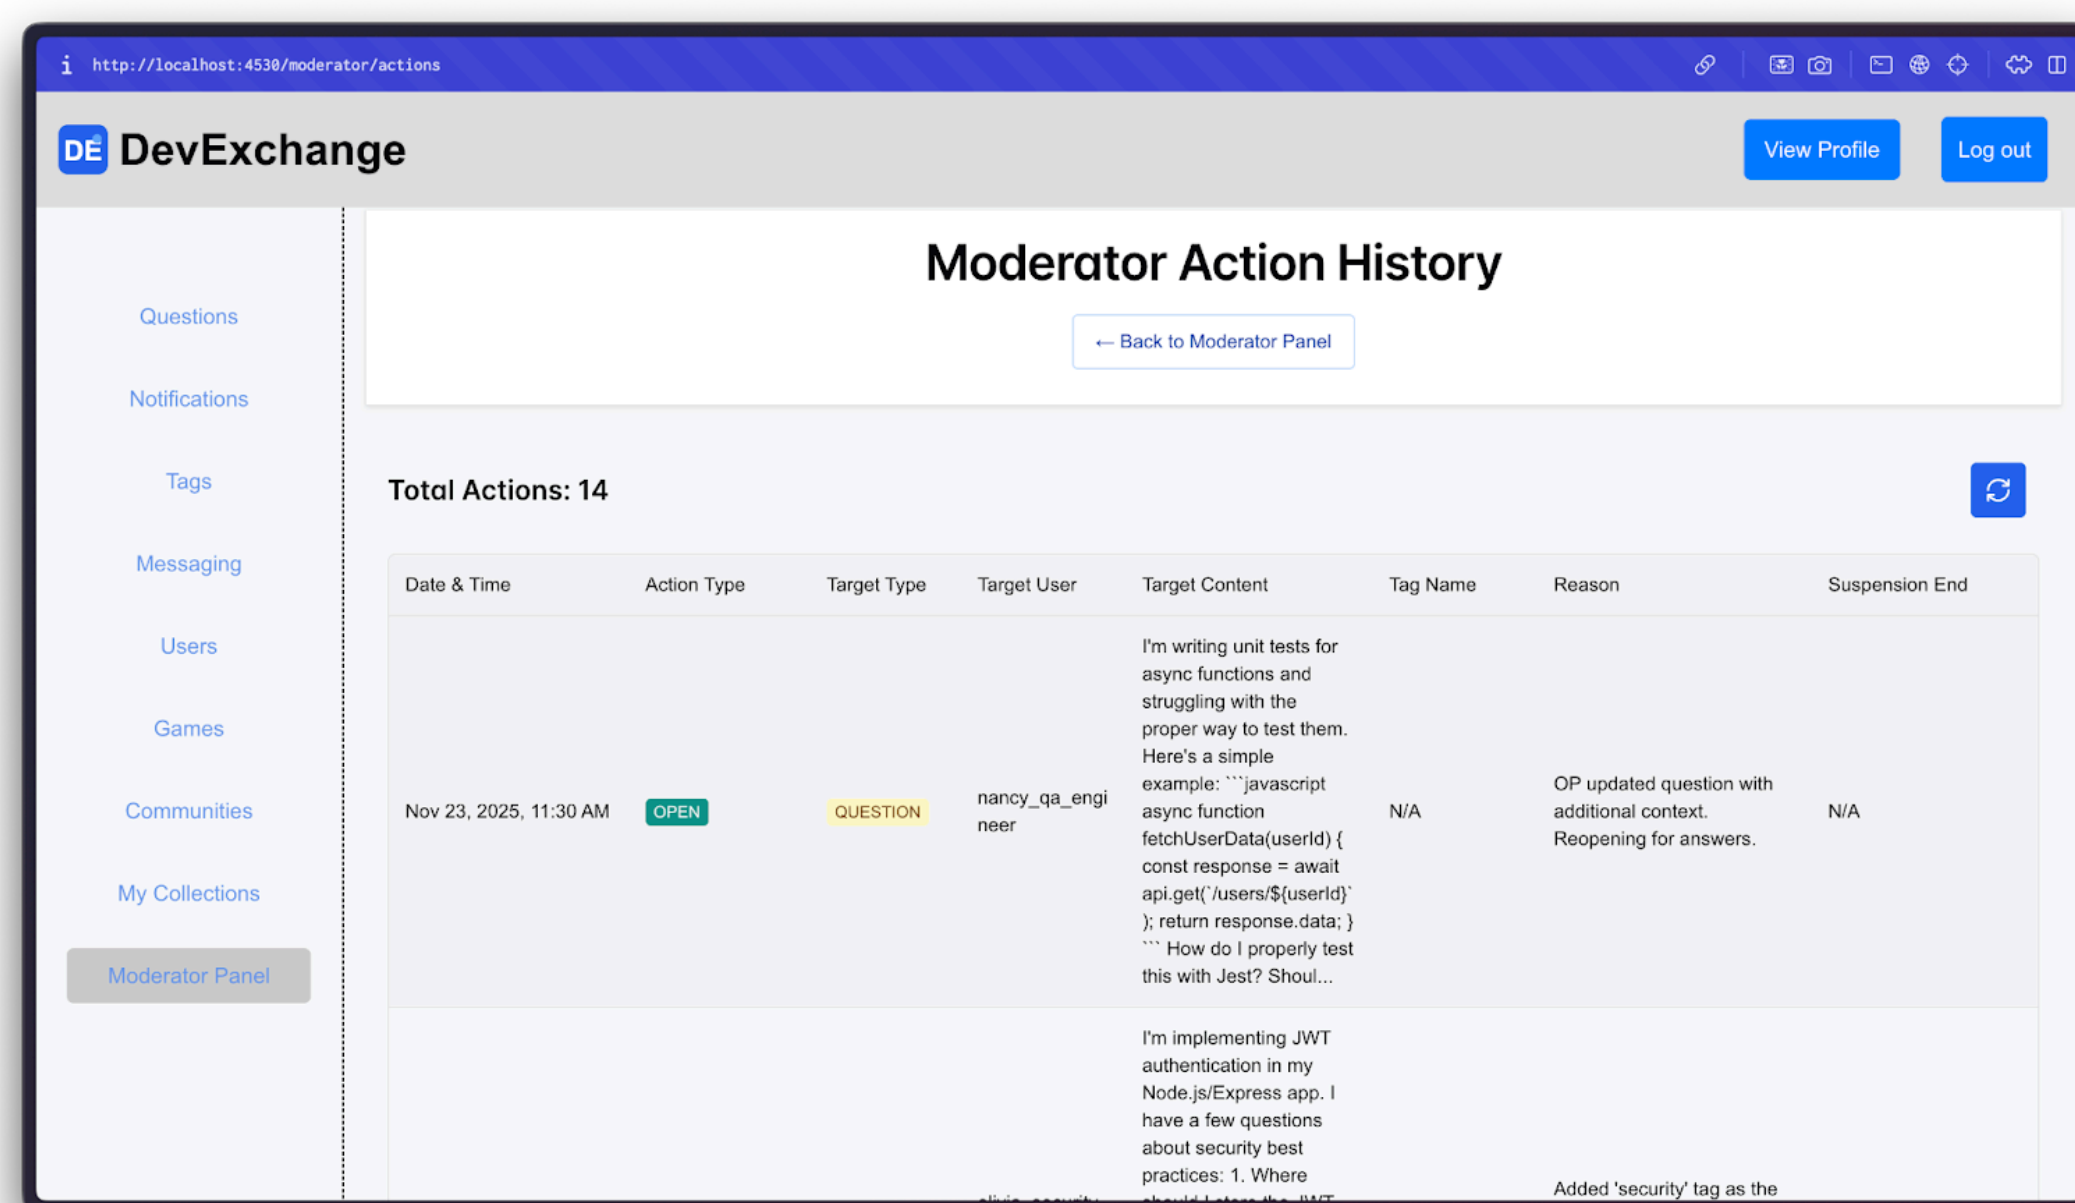 http://localhost:4530/moderator/actions
DE DevExchange
View Profile
Log out
Questions
Notifications
Tags
Messaging
Users
Games
Communities
My Collections
Moderator Panel
Moderator Action History
← Back to Moderator Panel
Total Actions: 14
Date & Time Action Type Target Type Target User Target Content Tag Name Reason Suspension End
Nov 23, 2025, 11:30 AM
OPEN
QUESTION
nancy_qa_engi
neer
I'm writing unit tests for
async functions and
struggling with the
proper way to test them.
Here's a simple
example: ```javascript
async function
fetchUserData(userId) {
const response = await
api.get(`/users/${userId}`
); return response.data; }
``` How do I properly test
this with Jest? Shoul...
N/A
OP updated question with
additional context.
Reopening for answers.
N/A
I'm implementing JWT
authentication in my
Node.js/Express app. I
have a few questions
about security best
practices: 1. Where
should I store the JWT
Added 'security' tag as the